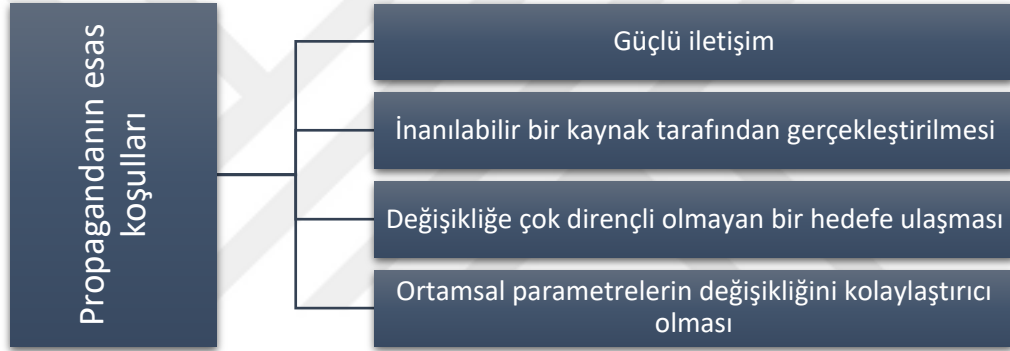 Propagandanın esas
koşulları
Güçlü iletişim
İnanılabilir bir kaynak tarafından gerçekleştirilmesi
Değişikliğe çok dirençli olmayan bir hedefe ulaşması
Ortamsal parametrelerin değişikliğini kolaylaştırıcı
olması